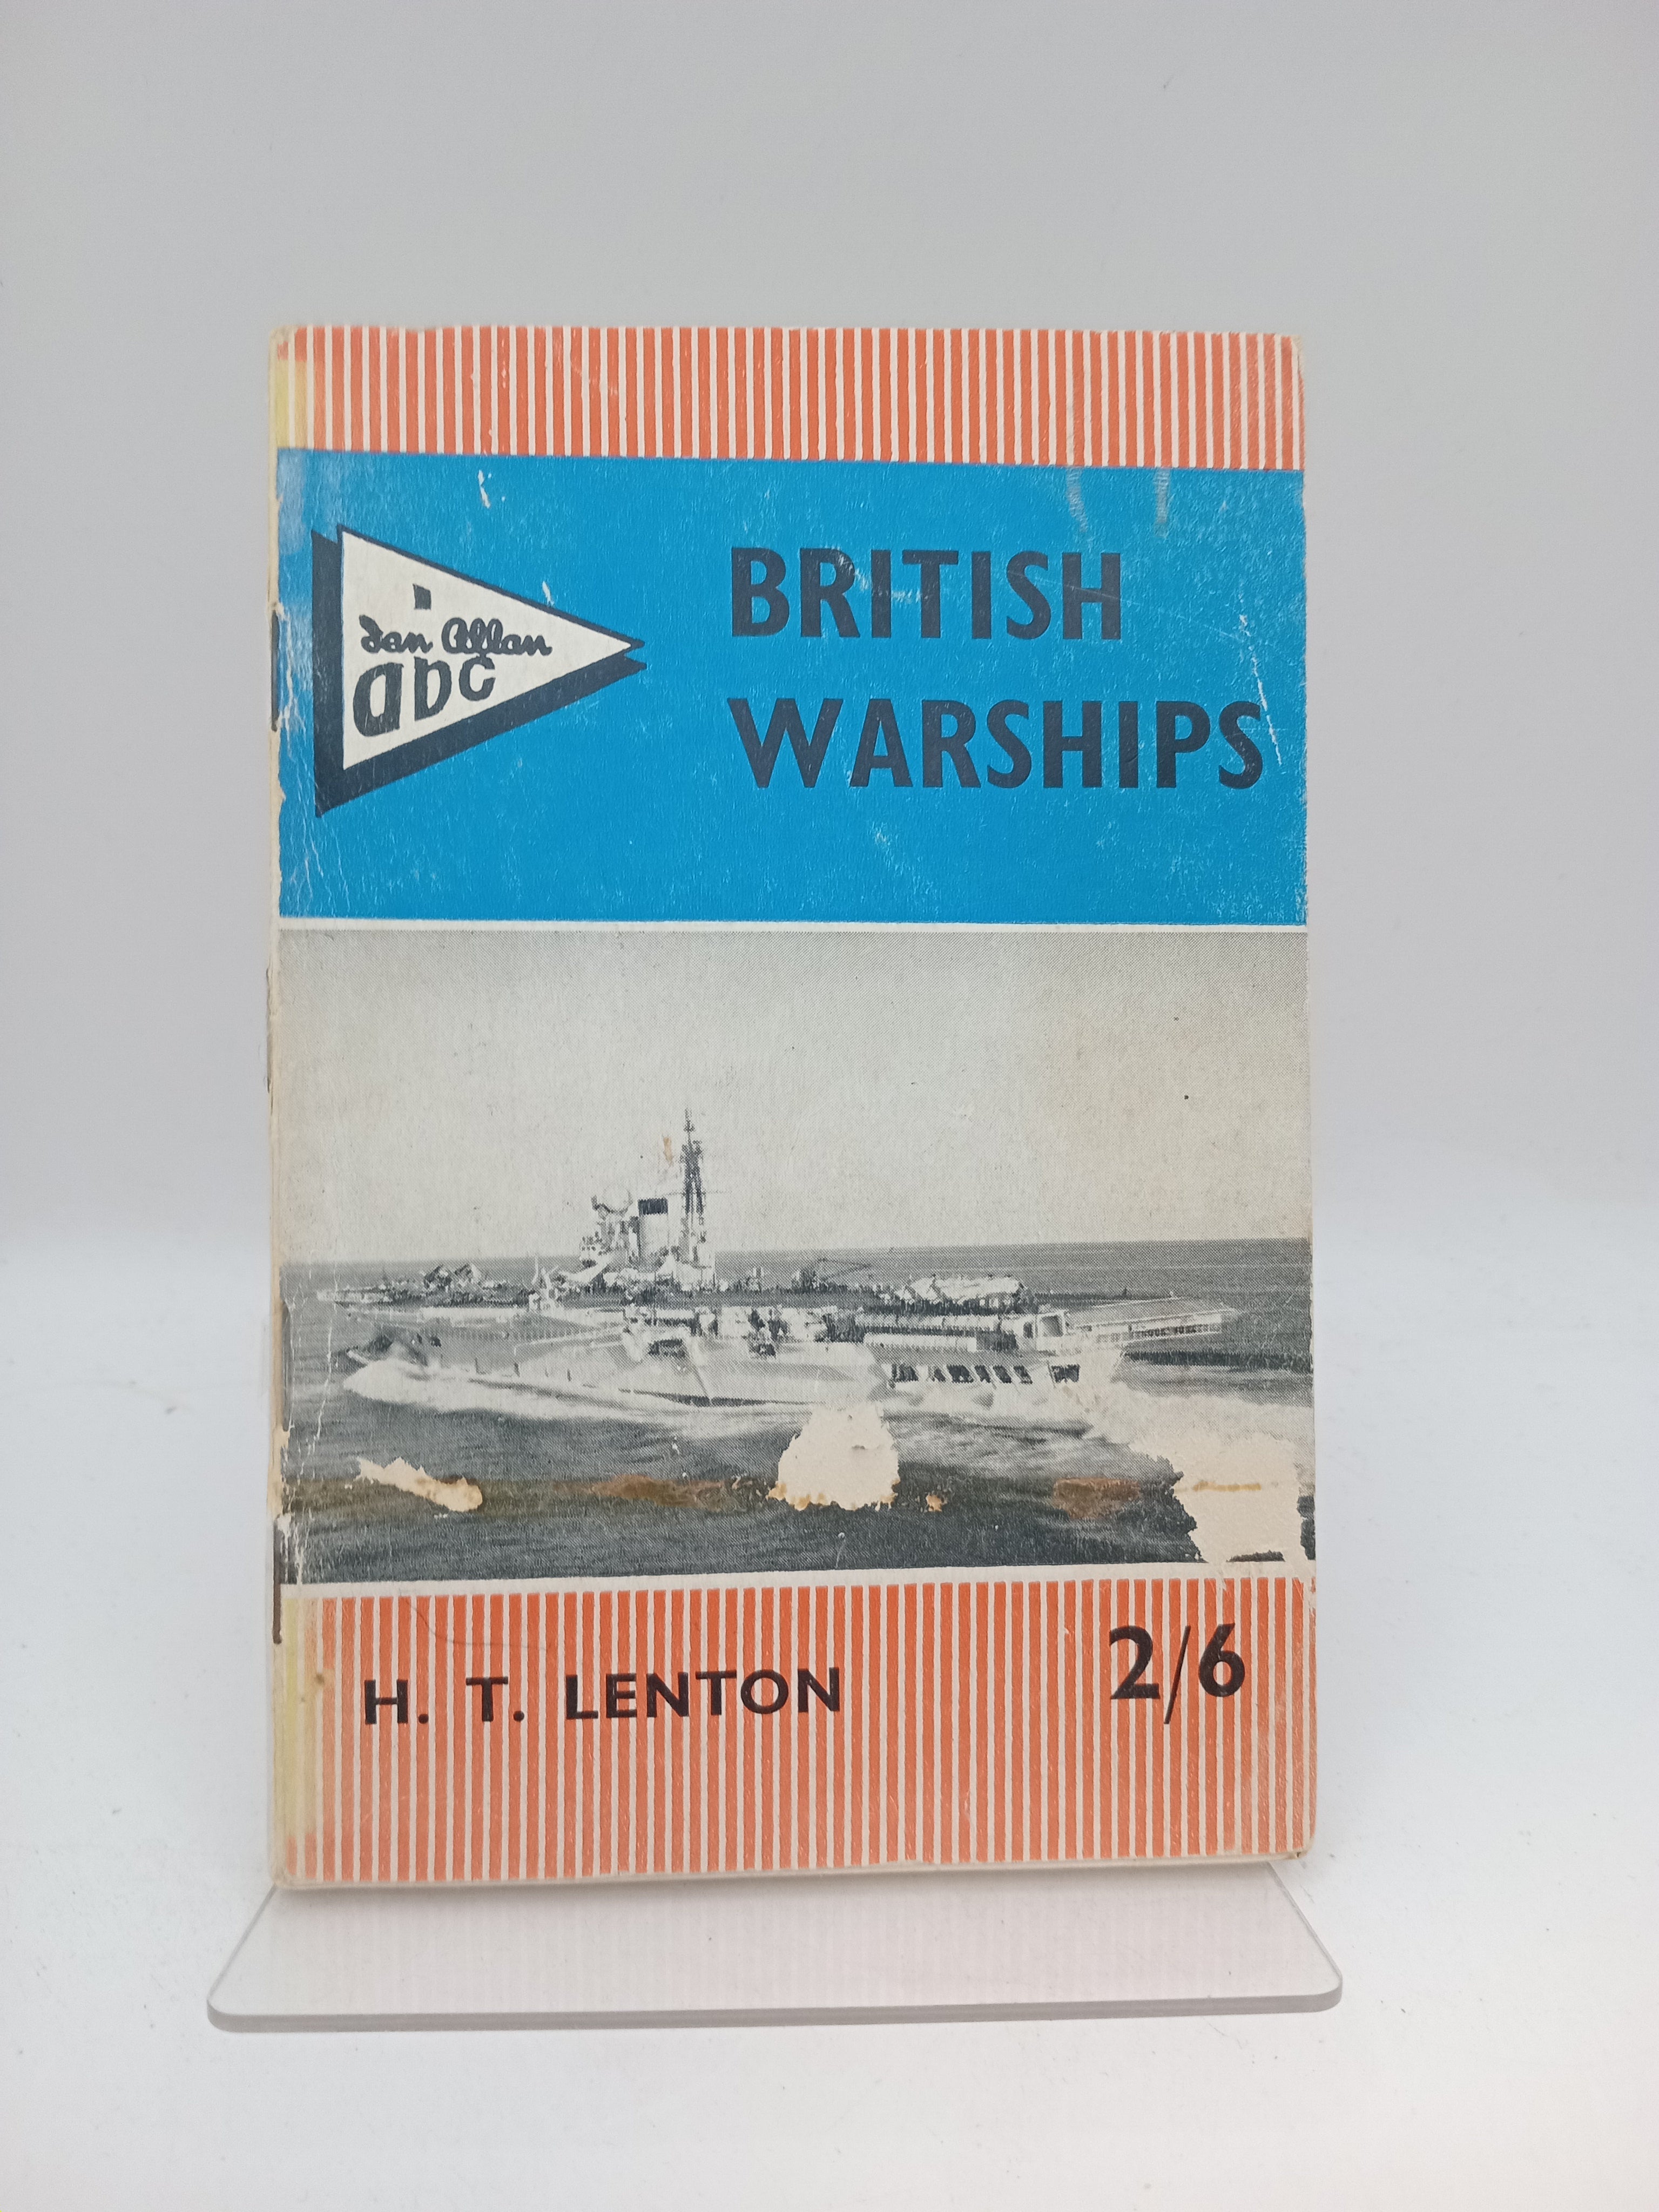 Ian Allan
abc
BRITISH
WARSHIPS
H. T. LENTON
2/6